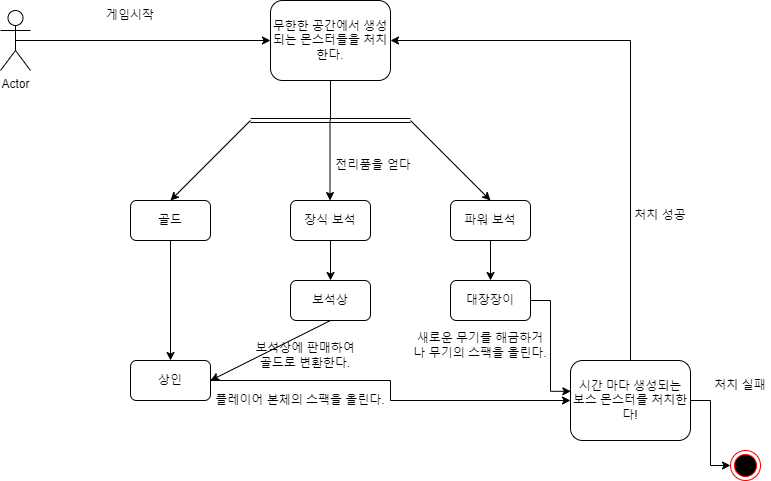 게임시작
Actor
무한한 공간에서 생성
되는 몬스터들을 처치
한다.
전리품을 얻다
골드
장식 보석
파워 보석
처치 성공
보석상
대장장이
보석상에 판매하여
골드로 변환한다.
새로운 무기를 해금하거
나 무기의 스팩을 올린다.
상인
플레이어 본체의 스팩을 올린다.
시간 마다 생성되는
보스 몬스터를 처치한
다!
처치 실패